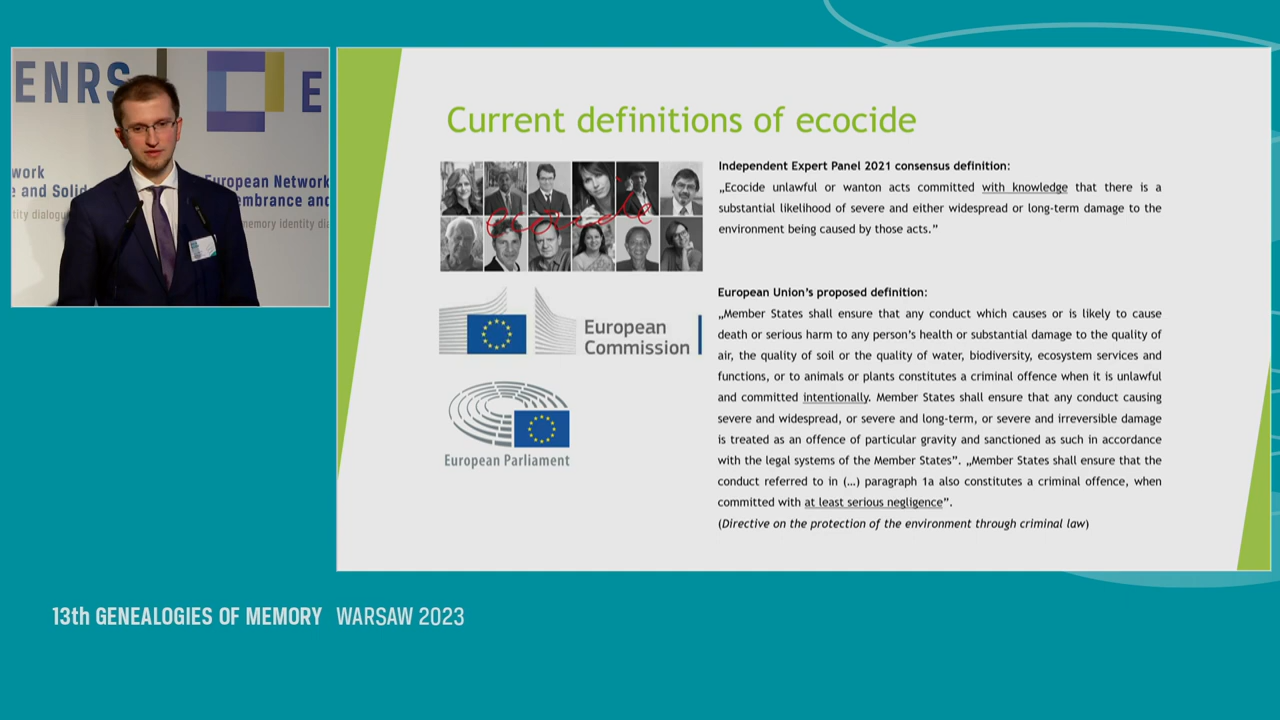 ENRS
E
work
e and Solid
tity dialogu
European Network
embrance and
memory identity dia
Current definitions of ecocide
ecocide
Independent Expert Panel 2021 consensus definition:
„Ecocide unlawful or wanton acts committed with knowledge that there is a
substantial likelihood of severe and either widespread or long-term damage to the
environment being caused by those acts.”
European
Commission
European Parliament
European Union’s proposed definition:
„Member States shall ensure that any conduct which causes or is likely to cause
death or serious harm to any person’s health or substantial damage to the quality of
air, the quality of soil or the quality of water, biodiversity, ecosystem services and
functions, or to animals or plants constitutes a criminal offence when it is unlawful
and committed intentionally. Member States shall ensure that any conduct causing
severe and widespread, or severe and long-term, or severe and irreversible damage
is treated as an offence of particular gravity and sanctioned as such in accordance
with the legal systems of the Member States”. „Member States shall ensure that the
conduct referred to in (…) paragraph 1a also constitutes a criminal offence, when
committed with at least serious negligence”.
(Directive on the protection of the environment through criminal law)
13th GENEALOGIES OF MEMORY WARSAW 2023